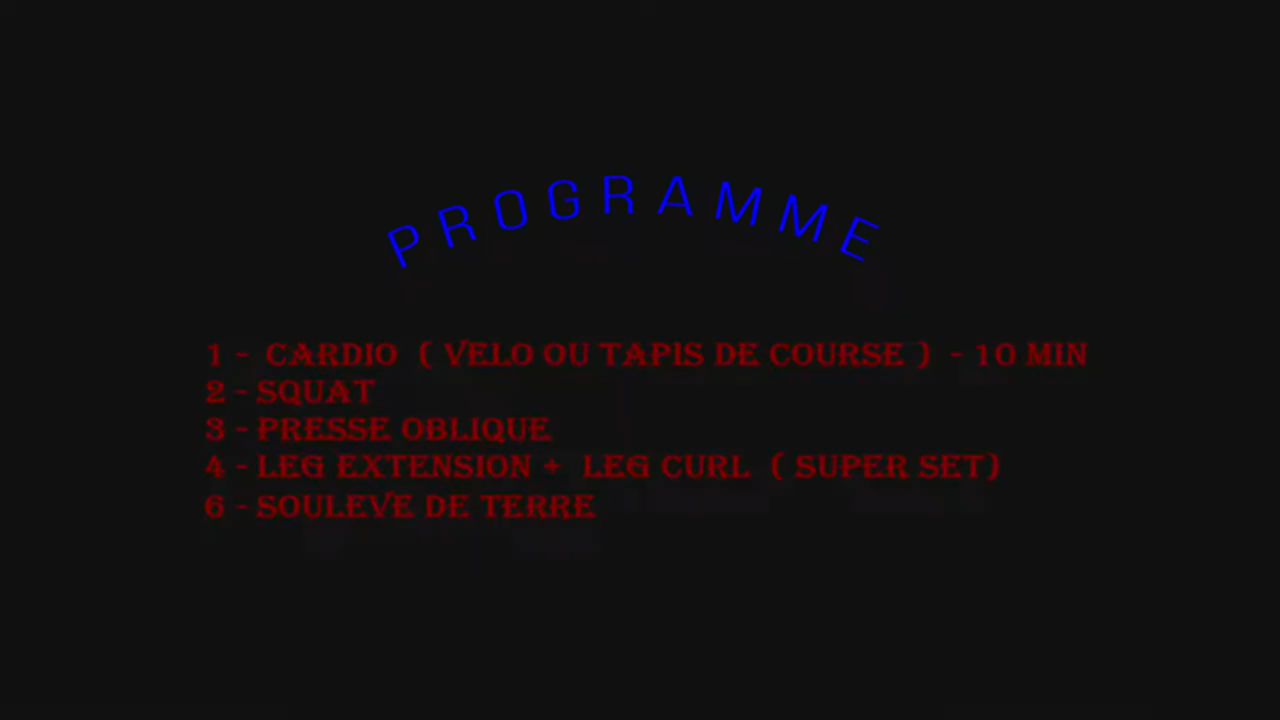 PROGRAMME
1 - CARDIO ( VELO OU TAPIS DE COURSE ) - 10 MIN
2 - SQUAT
3 - PRESSE OBLIQUE
4 - LEG EXTENSION + LEG CURL ( SUPER SET)
6 - SOULEVE DE TERRE